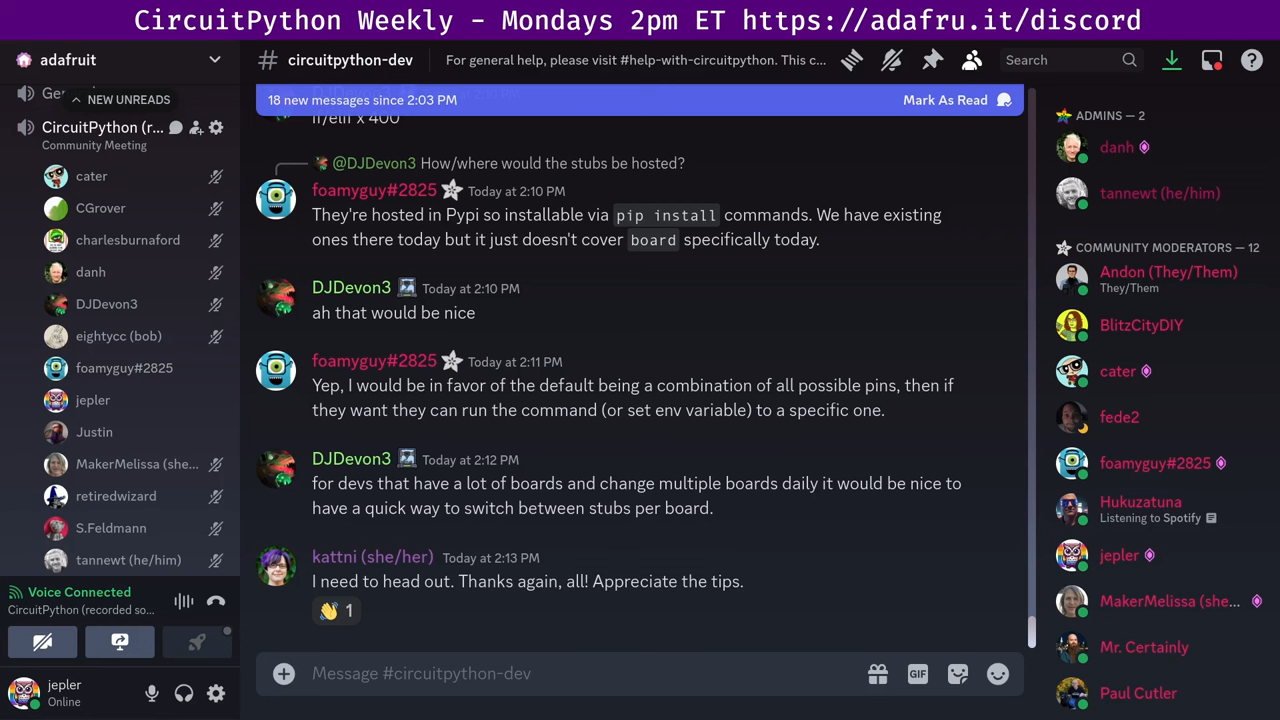 CircuitPython Weekly - Mondays 2pm ET https://adafru.it/discord
adafruit
NEW UNREADS
CircuitPython (r...
Community Meeting
cater
CGrover
charlesburnaford
danh
DJDevon3
eightycc (bob)
foamyguy#2825
jepler
Justin
MakerMelissa (she...
retiredwizard
S.Feldmann
tannewt (he/him)
Voice Connected
CircuitPython (recorded so...
jepler
Online
# circuitpython-dev
For general help, please visit #help-with-circuitpython. This c...
Search
18 new messages since 2:03 PM
Mark As Read
if/elif x 400
@DJDevon3 How/where would the stubs be hosted?
foamyguy#2825 Today at 2:10 PM
They're hosted in Pypi so installable via pip install commands. We have existing
ones there today but it just doesn't cover board specifically today.
DJDevon3 Today at 2:10 PM
ah that would be nice
foamyguy#2825 Today at 2:11 PM
Yep, I would be in favor of the default being a combination of all possible pins, then if
they want they can run the command (or set env variable) to a specific one.
DJDevon3 Today at 2:12 PM
for devs that have a lot of boards and change multiple boards daily it would be nice to
have a quick way to switch between stubs per board.
kattni (she/her) Today at 2:13 PM
I need to head out. Thanks again, all! Appreciate the tips.
👋 1
Message #circuitpython-dev
GIF
ADMINS — 2
danh
tannewt (he/him)
COMMUNITY MODERATORS — 12
Andon (They/Them)
They/Them
BlitzCityDIY
cater
fede2
foamyguy#2825
Hukuzatuna
Listening to Spotify
jepler
MakerMelissa (she...
Mr. Certainly
Paul Cutler